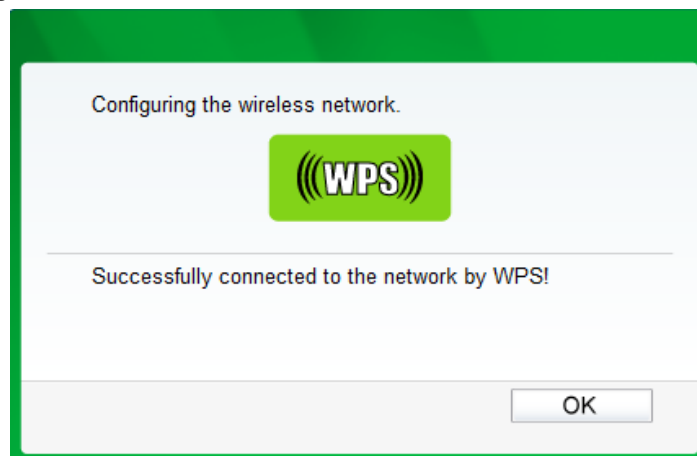 Configuring the wireless network.
WPS
Successfully connected to the network by WPS!
OK